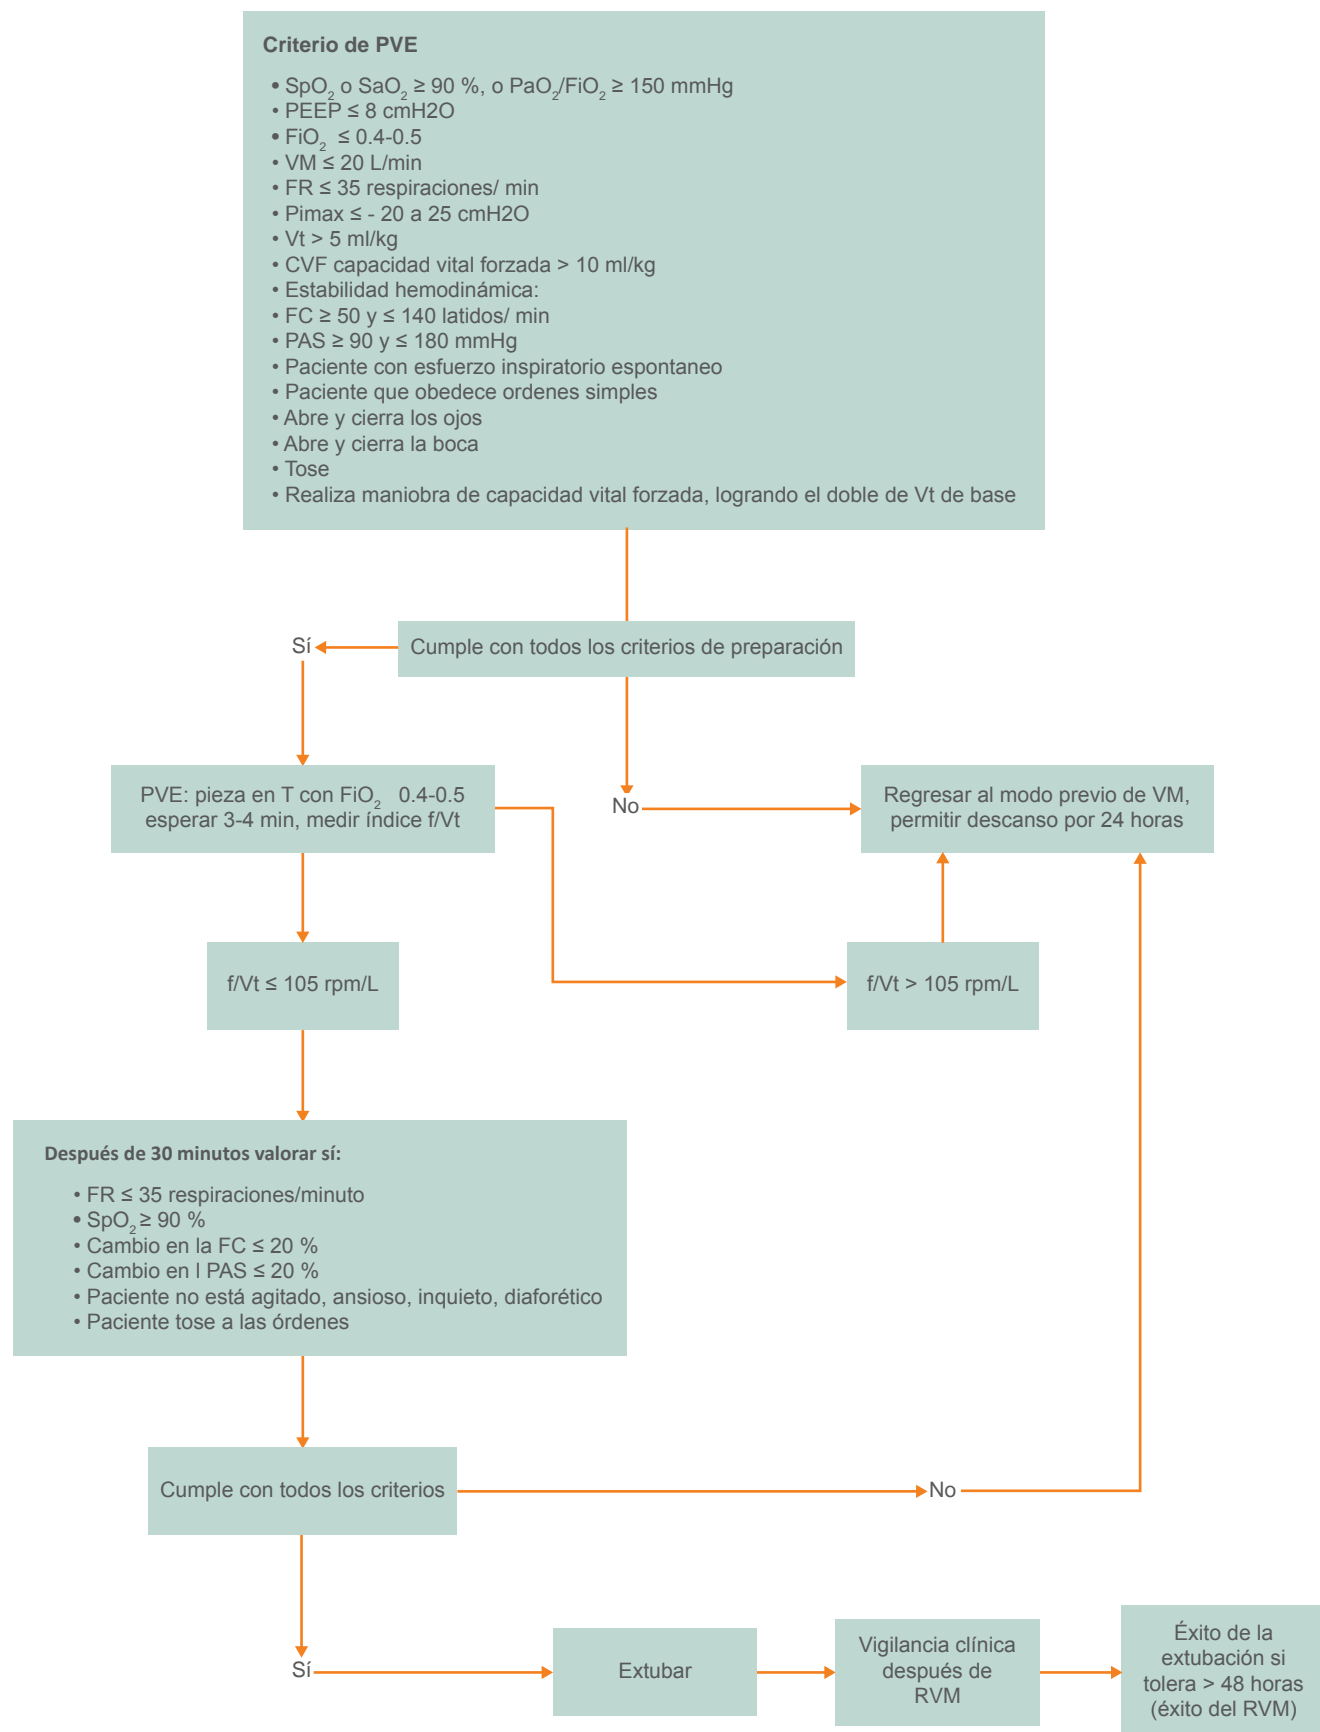 Criterio de PVE
• SpO₂ o SaO₂ ≥ 90 %, o PaO₂/FiO₂ ≥ 150 mmHg
• PEEP ≤ 8 cmH2O
• FiO₂ ≤ 0.4-0.5
• VM ≤ 20 L/min
• FR ≤ 35 respiraciones/ min
• Pimax ≤ - 20 a 25 cmH2O
• Vt > 5 ml/kg
• CVF capacidad vital forzada > 10 ml/kg
• Estabilidad hemodinámica:
• FC ≥ 50 y ≤ 140 latidos/ min
• PAS ≥ 90 y ≤ 180 mmHg
• Paciente con esfuerzo inspiratorio espontaneo
• Paciente que obedece ordenes simples
• Abre y cierra los ojos
• Abre y cierra la boca
• Tose
• Realiza maniobra de capacidad vital forzada, logrando el doble de Vt de base
Sí
Cumple con todos los criterios de preparación
PVE: pieza en T con FiO₂ 0.4-0.5
esperar 3-4 min, medir índice f/Vt
No
Regresar al modo previo de VM,
permitir descanso por 24 horas
f/Vt ≤ 105 rpm/L
f/Vt > 105 rpm/L
Después de 30 minutos valorar sí:
• FR ≤ 35 respiraciones/minuto
• SpO₂ ≥ 90 %
• Cambio en la FC ≤ 20 %
• Cambio en l PAS ≤ 20 %
• Paciente no está agitado, ansioso, inquieto, diaforético
• Paciente tose a las órdenes
Cumple con todos los criterios
No
Sí
Extubar
Vigilancia clínica
después de
RVM
Éxito de la
extubación si
tolera > 48 horas
(éxito del RVM)